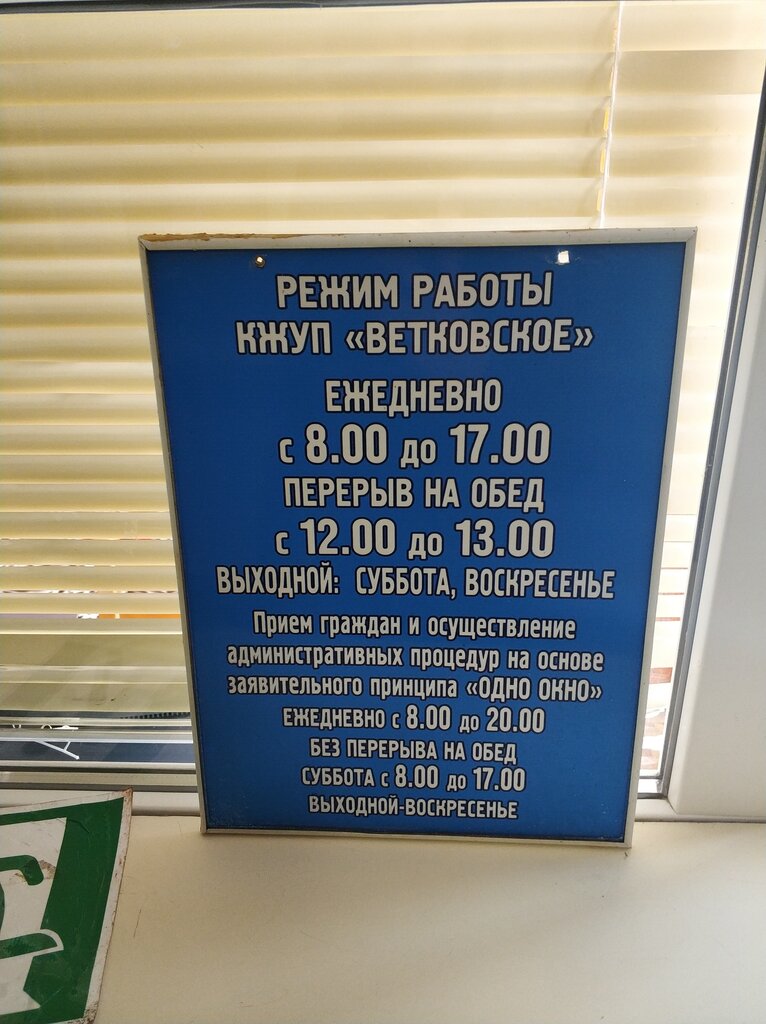 РЕЖИМ РАБОТЫ
КЖУП «ВЕТКОВСКОЕ»
ЕЖЕДНЕВНО
с 8.00 до 17.00
ПЕРЕРЫВ НА ОБЕД
с 12.00 до 13.00
ВЫХОДНОЙ: СУББОТА, ВОСКРЕСЕНЬЕ
Прием граждан и осуществление
административных процедур на основе
заявительного принципа «ОДНО ОКНО»
ЕЖЕДНЕВНО с 8.00 до 20.00
БЕЗ ПЕРЕРЫВА НА ОБЕД
СУББОТА с 8.00 до 17.00
ВЫХОДНОЙ-ВОСКРЕСЕНЬЕ